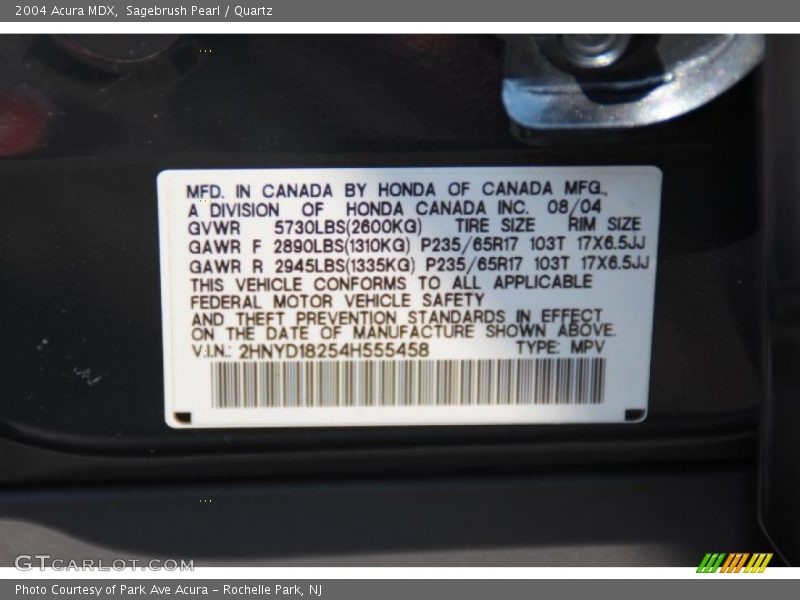 2004 Acura MDX, Sagebrush Pearl / Quartz
MFD. IN CANADA BY HONDA OF CANADA MFG.,
A DIVISION OF HONDA CANADA INC. 08/04
GVWR 5730LBS(2600KG) TIRE SIZE RIM SIZE
GAWR F 2890LBS(1310KG) P235/65R17 103T 17X6.5JJ
GAWR R 2945LBS(1335KG) P235/65R17 103T 17X6.5JJ
THIS VEHICLE CONFORMS TO ALL APPLICABLE
FEDERAL MOTOR VEHICLE SAFETY
AND THEFT PREVENTION STANDARDS IN EFFECT
ON THE DATE OF MANUFACTURE SHOWN ABOVE.
V.I.N.: 2HNYD18254H555458 TYPE: MPV
GTCARLOT.COM
Photo Courtesy of Park Ave Acura - Rochelle Park, NJ